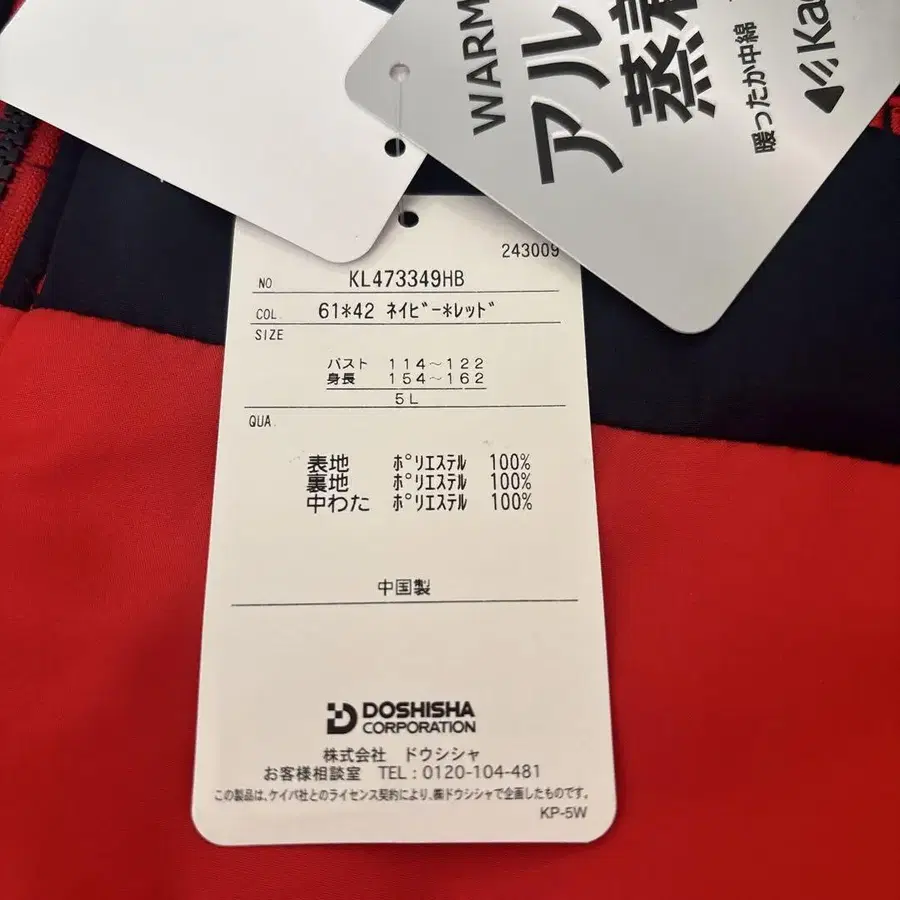 WARM
アル
蒸
暖ったか中綿
Ka
243009
NO KL473349HB
COL. 61*42 ネイビー*レッド
SIZE
バスト 114～122
身長 154～162
5L
QUA.
表地 ポリエステル 100%
裏地 ポリエステル 100%
中わた ポリエステル 100%
中国製
DOSHISHA
CORPORATION
株式会社 ドウシシャ
お客様相談室 TEL:0120-104-481
この製品は、ケイパ社とのライセンス契約により、㈱ドウシシャで企画したものです。
KP-5W